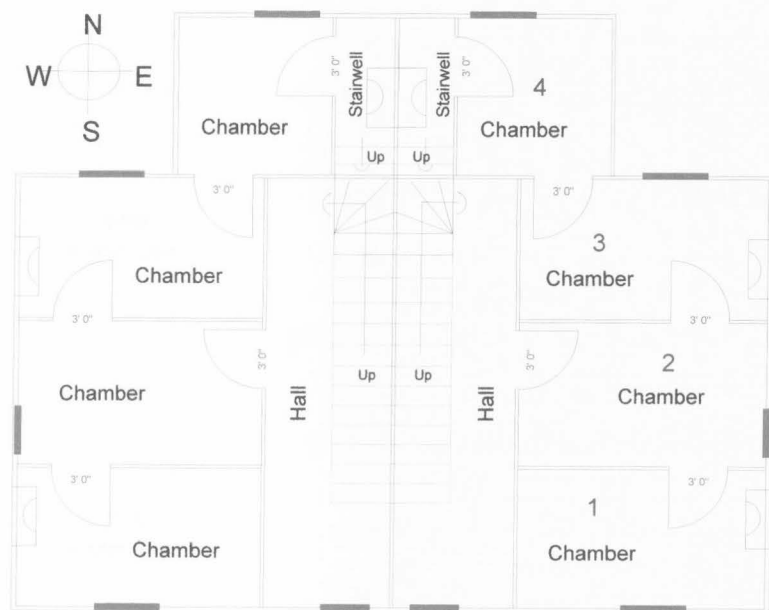 N
W E
S
Stairwell Stairwell
3' 0" 3' 0"
4
Chamber Chamber
Up Up
3' 0" 3' 0"
3
Chamber Chamber
3' 0" 3' 0"
3' 0" 3' 0"
2
Up Up
Chamber Hall Hall Chamber
3' 0" 3' 0"
1
Chamber Chamber